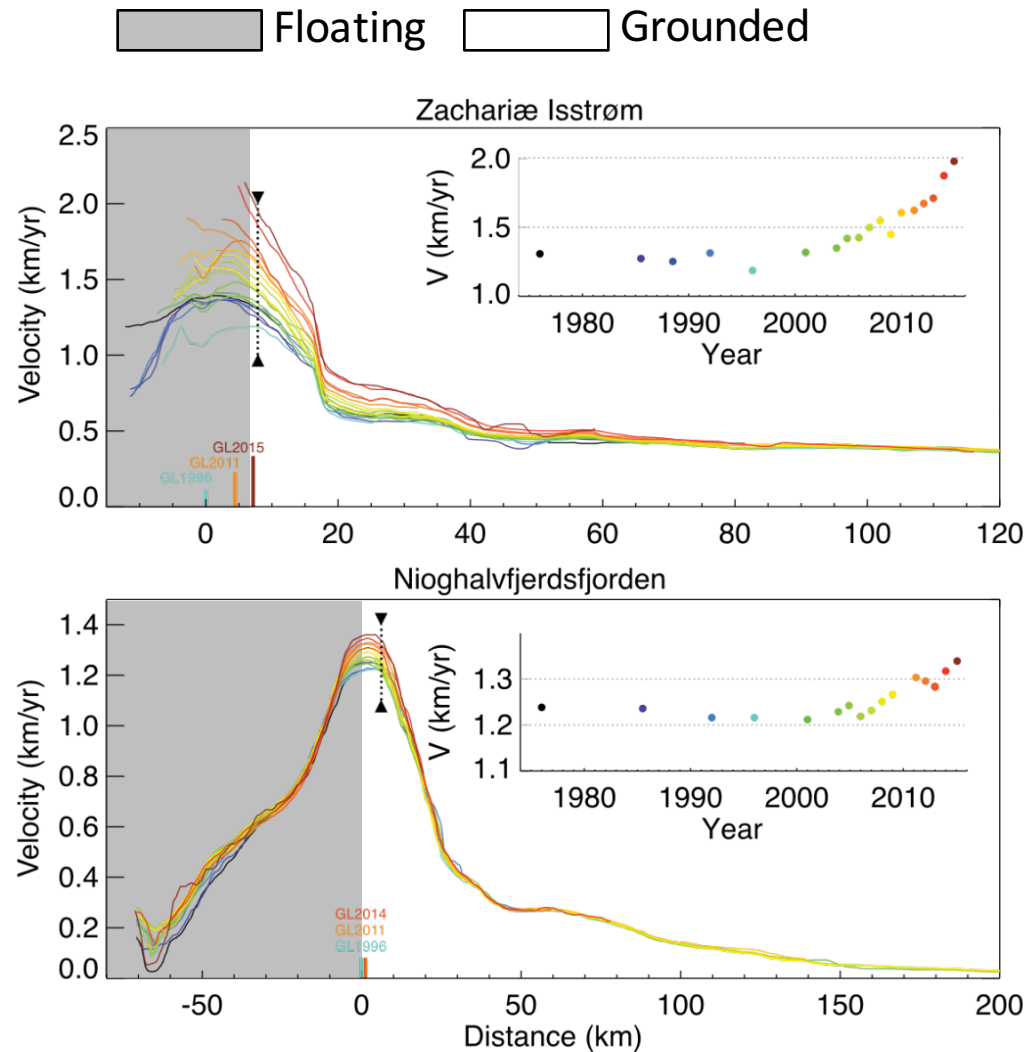 Floating Grounded
Zachariæ Isstrøm
2.5
2.0
1.5
1.0
0.5
0.0
Velocity (km/yr)
GL2015
GL2011
GL1996
0 20 40 60 80 100 120
2.0
1.5
1.0
V (km/yr)
1980 1990 2000 2010
Year
Nioghalvfjerdsfjorden
1.4
1.2
1.0
0.8
0.6
0.4
0.2
0.0
Velocity (km/yr)
GL2014
GL2011
GL1996
-50 0 50 100 150 200
Distance (km)
1.3
1.2
1.1
V (km/yr)
1980 1990 2000 2010
Year